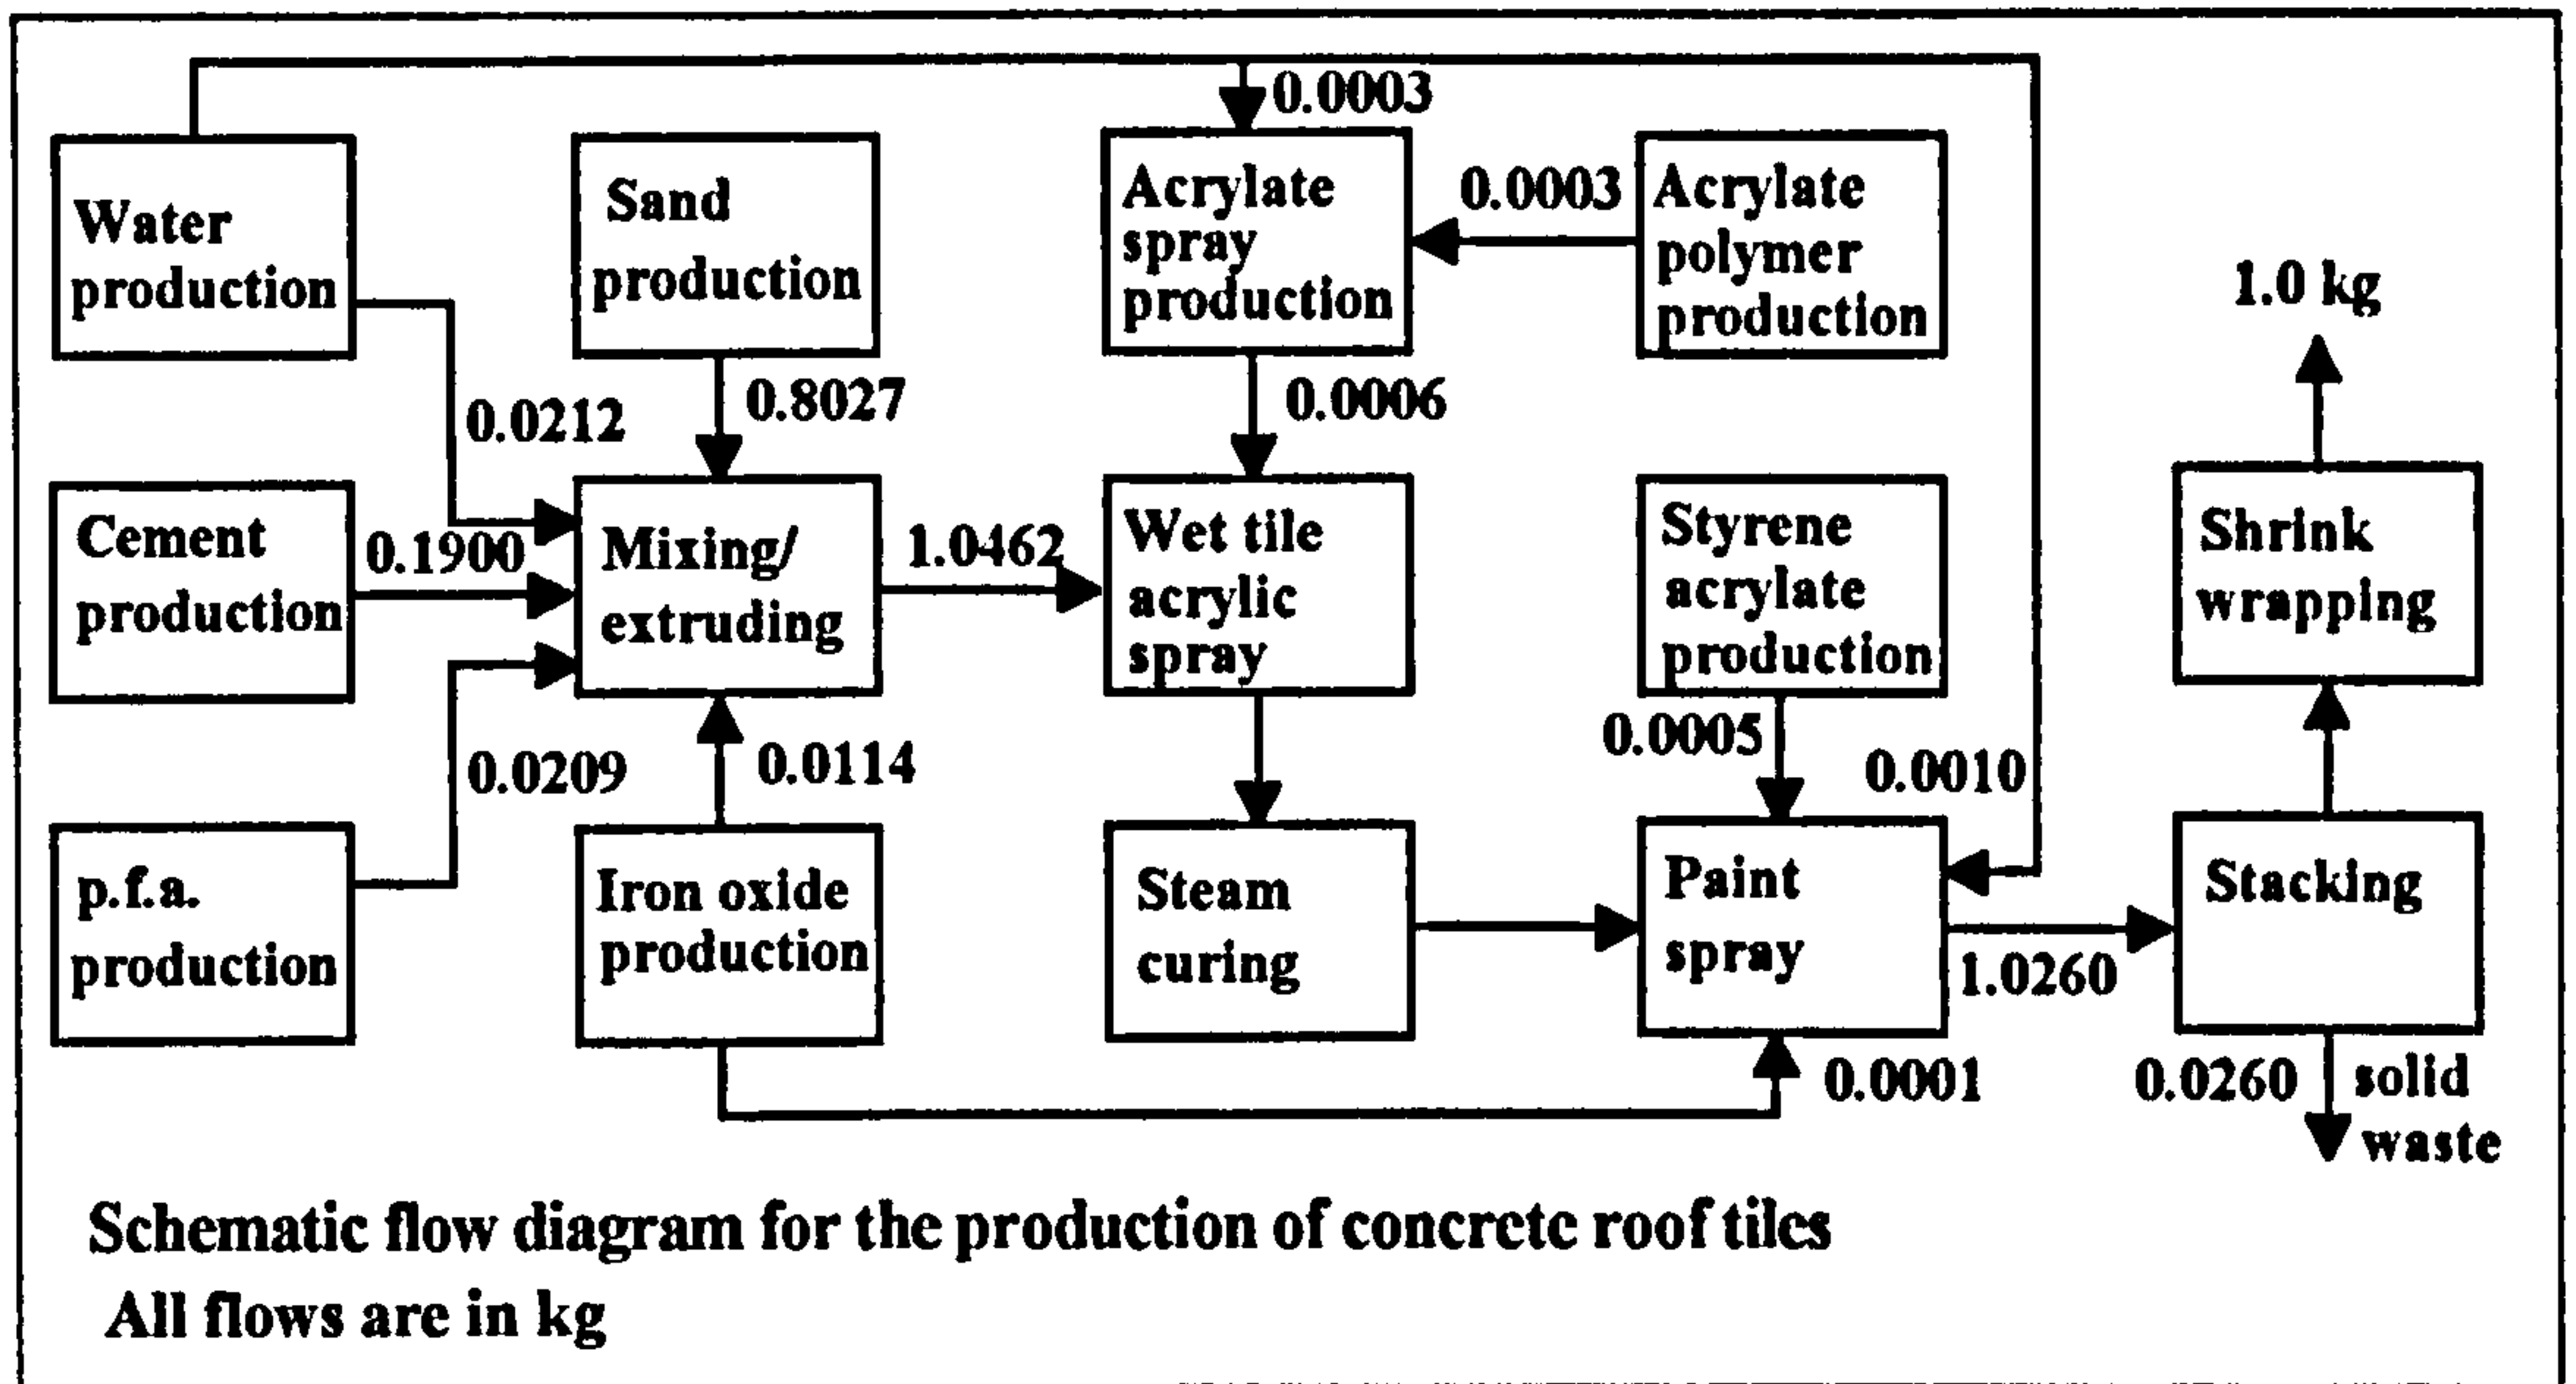 0.0003
Water
production
Sand
production
Acrylate
spray
production
0.0003
Acrylate
polymer
production
1.0 kg
0.0212
0.8027
0.0006
Cement
production
0.1900
Mixing/
extruding
1.0462
Wet tile
acrylic
spray
Styrene
acrylate
production
Shrink
wrapping
0.0209
0.0114
0.0005
0.0010
p.f.a.
production
Iron oxide
production
Steam
curing
Paint
spray
1.0260
Stacking
0.0001
0.0260
solid
waste
Schematic flow diagram for the production of concrete roof tiles
All flows are in kg